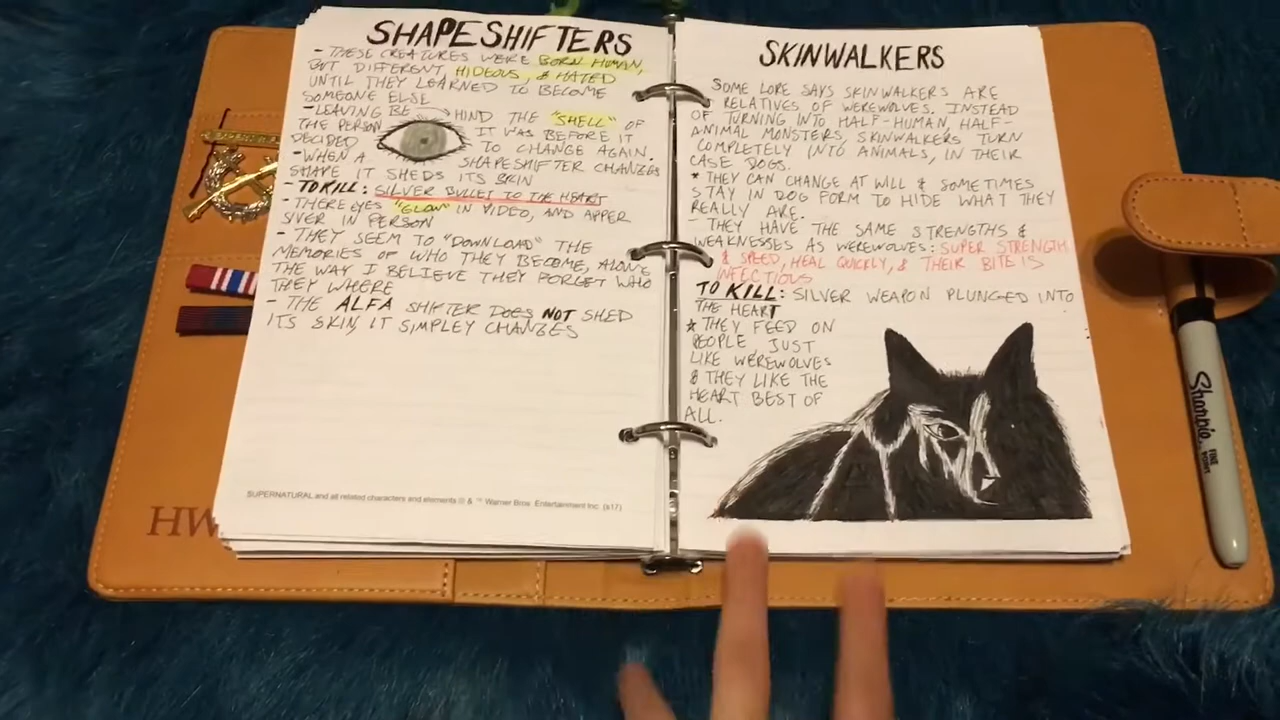 SHAPESHIFTERS
- THESE CREATURES WERE BORN HUMAN,
BUT DIFFERENT, HIDEOUS, & HATED
UNTIL THEY LEARNED TO BECOME
SOMEONE ELSE
- LEAVING BEHIND THE "SHELL" OF
THE PERSON IT WAS BEFORE IT
DECIDED TO CHANGE AGAIN.
- WHEN A SHAPESHIFTER CHANGES
SHAPE IT SHEDS ITS SKIN
- TO KILL: SILVER BULLET TO THE HEART
- THERE EYES "GLOW" IN VIDEO, AND APPER
SIVER IN PERSON
- THEY SEEM TO "DOWNLOAD" THE
MEMORIES OF WHO THEY BECOME, ALONG
THE WAY I BELIEVE THEY FORGET WHO
THEY WHERE
- THE ALFA SHIFTER DOES NOT SHED
ITS SKIN, IT SIMPLEY CHANGES
SUPERNATURAL and all related characters and elements © & ™ Warner Bros. Entertainment Inc. (s17)
HW
SKINWALKERS
SOME LORE SAYS SKINWALKERS ARE
RELATIVES OF WEREWOLVES. INSTEAD
OF TURNING INTO HALF-HUMAN, HALF-
ANIMAL MONSTERS, SKINWALKERS TURN
COMPLETELY INTO ANIMALS, IN THEIR
CASE DOGS.
* THEY CAN CHANGE AT WILL & SOMETIMES
STAY IN DOG FORM TO HIDE WHAT THEY
REALLY ARE.
- THEY HAVE THE SAME STRENGTHS &
WEAKNESSES AS WEREWOLVES: SUPER STRENGTH
& SPEED, HEAL QUICKLY, & THEIR BITE IS
INFECTIOUS
TO KILL: SILVER WEAPON PLUNGED INTO
THE HEART
* THEY FEED ON
PEOPLE JUST
LIKE WEREWOLVES
& THEY LIKE THE
HEART BEST OF
ALL.
Sharpie
FINE
POINT